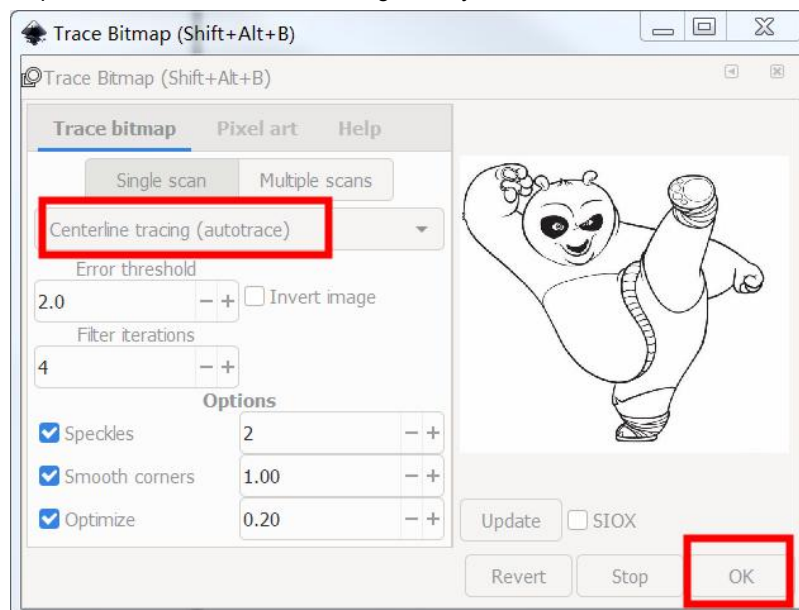 Trace Bitmap (Shift+Alt+B)
Trace Bitmap (Shift+Alt+B)
Trace bitmap Pixel art Help
Single scan Multiple scans
Centerline tracing (autotrace)
Error threshold
2.0 - + Invert image
Filter iterations
4 - +
Options
Speckles 2 - +
Smooth corners 1.00 - +
Optimize 0.20 - +
Update SIOX
Revert Stop OK